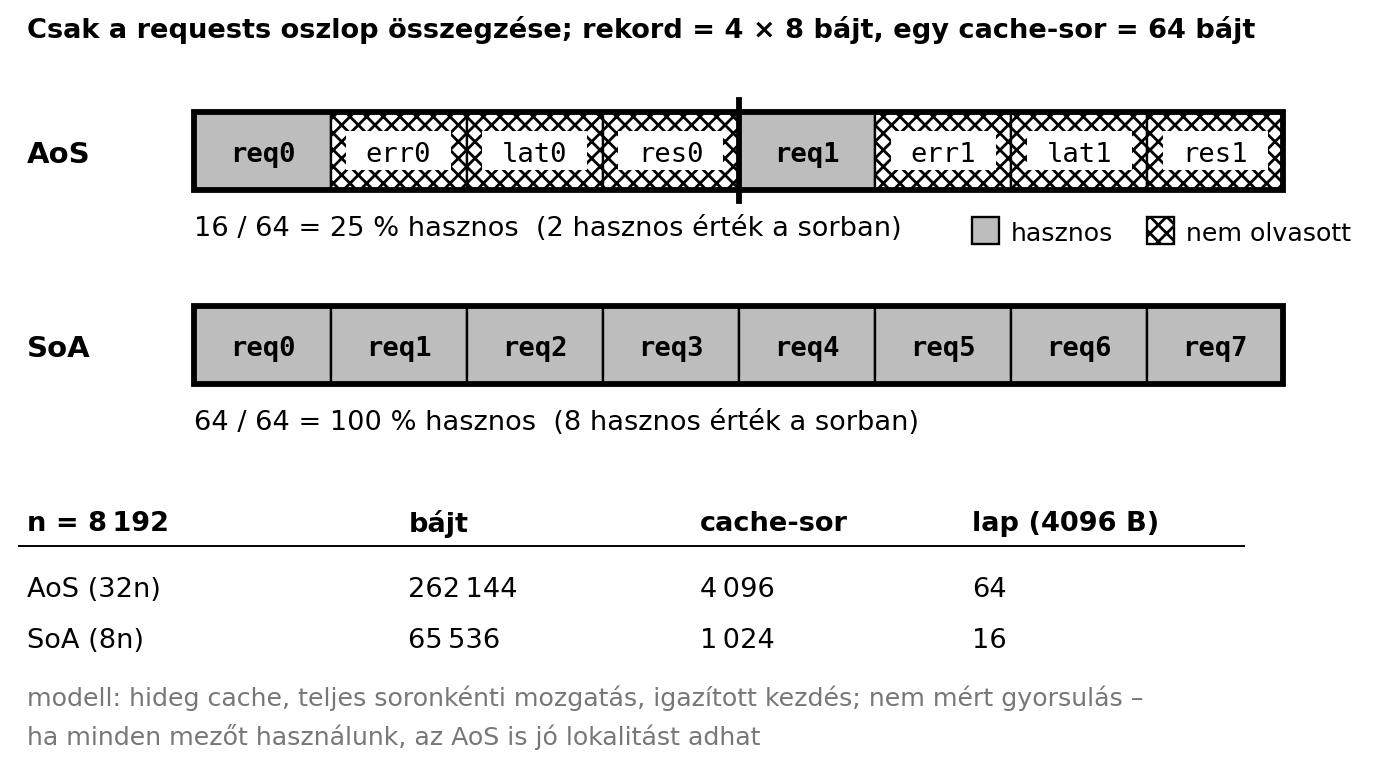 Csak a requests oszlop összegzése; rekord = 4 × 8 bájt, egy cache-sor = 64 bájt
AoS req0 err0 lat0 res0 req1 err1 lat1 res1
16 / 64 = 25 % hasznos (2 hasznos érték a sorban) hasznos nem olvasott
SoA req0 req1 req2 req3 req4 req5 req6 req7
64 / 64 = 100 % hasznos (8 hasznos érték a sorban)
n = 8 192 bájt cache-sor lap (4096 B)
AoS (32n) 262 144 4 096 64
SoA (8n) 65 536 1 024 16
modell: hideg cache, teljes soronkénti mozgatás, igazított kezdés; nem mért gyorsulás –
ha minden mezőt használunk, az AoS is jó lokalitást adhat